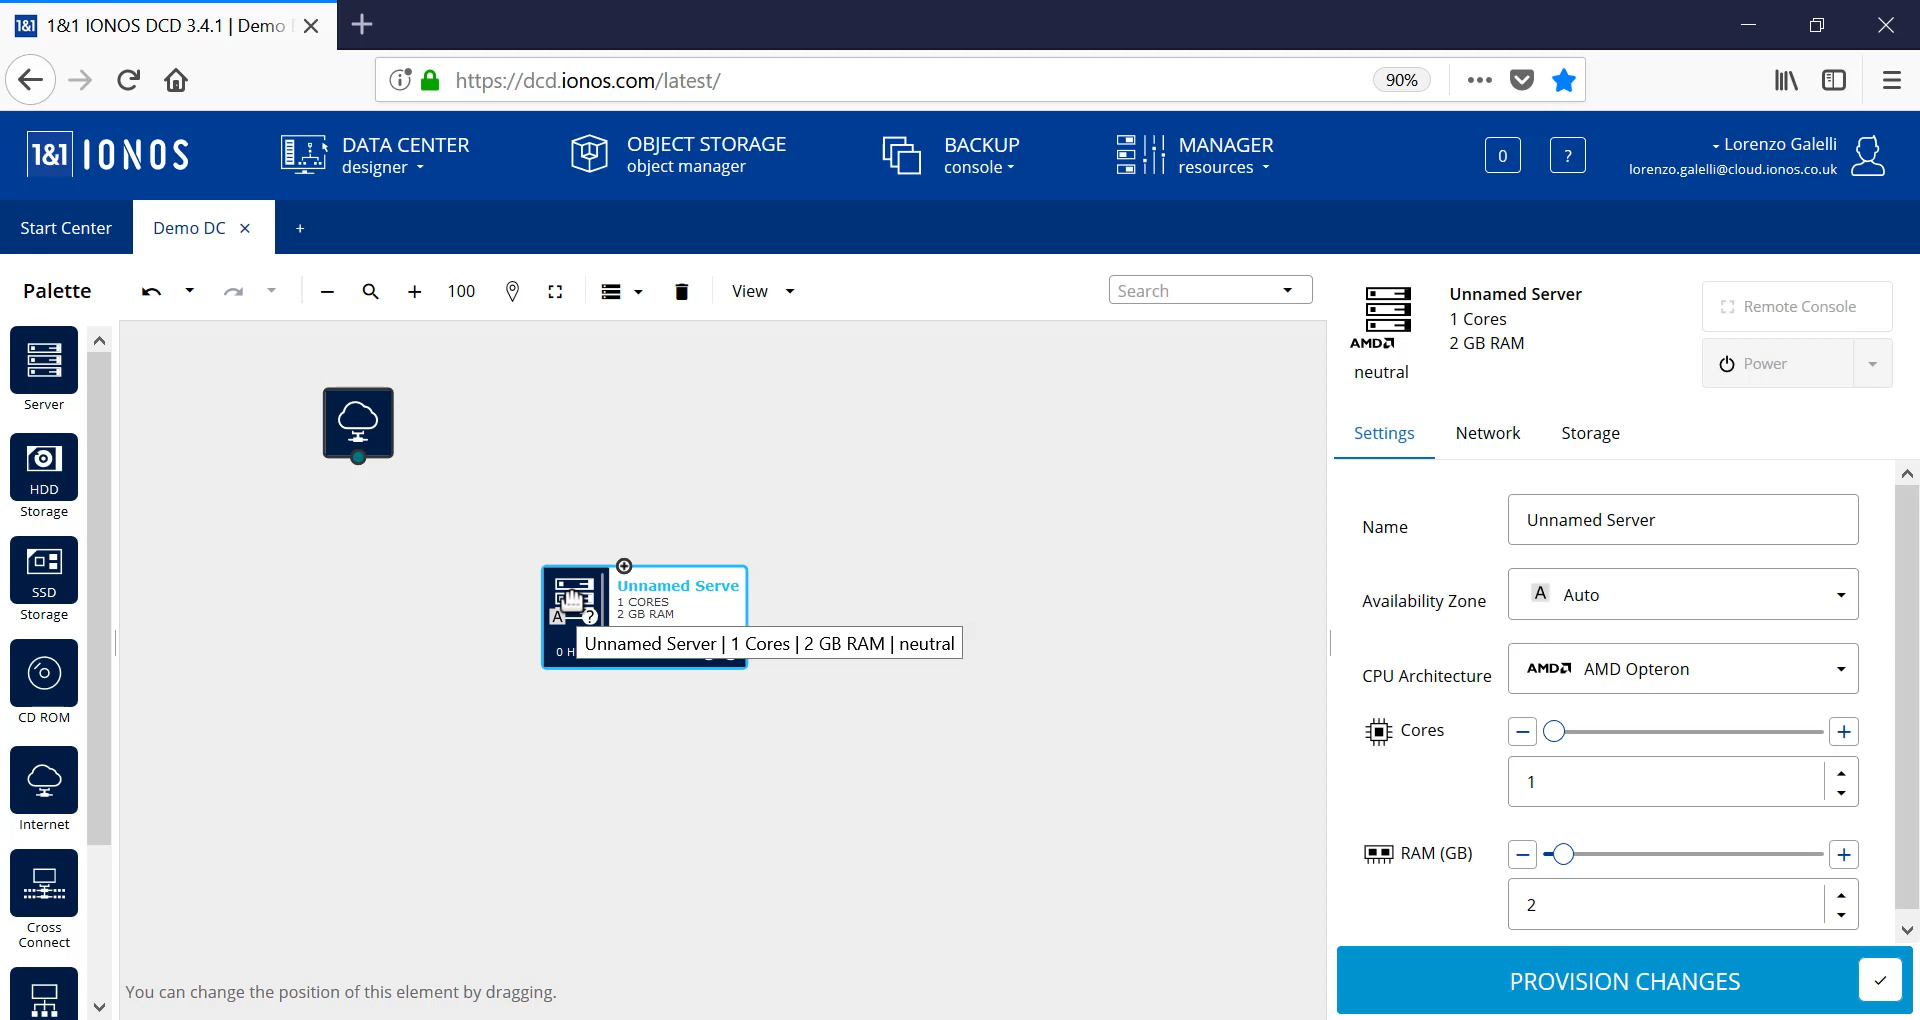 1&1 IONOS DCD 3.4.1 | Demo
https://dcd.ionos.com/latest/
90%
1&1 IONOS
DATA CENTER
designer
OBJECT STORAGE
object manager
BACKUP
console
MANAGER
resources
0
?
Lorenzo Galelli
lorenzo.galelli@cloud.ionos.co.uk
Start Center
Demo DC
+
Palette
100
View
Search
Server
HDD
Storage
SSD
Storage
CD ROM
Internet
Cross
Connect
Unnamed Serve
1 CORES
2 GB RAM
A
?
0 H
Unnamed Server | 1 Cores | 2 GB RAM | neutral
You can change the position of this element by dragging.
AMD
neutral
Unnamed Server
1 Cores
2 GB RAM
Remote Console
Power
Settings
Network
Storage
Name
Unnamed Server
Availability Zone
A Auto
CPU Architecture
AMD AMD Opteron
Cores
1
RAM (GB)
2
PROVISION CHANGES